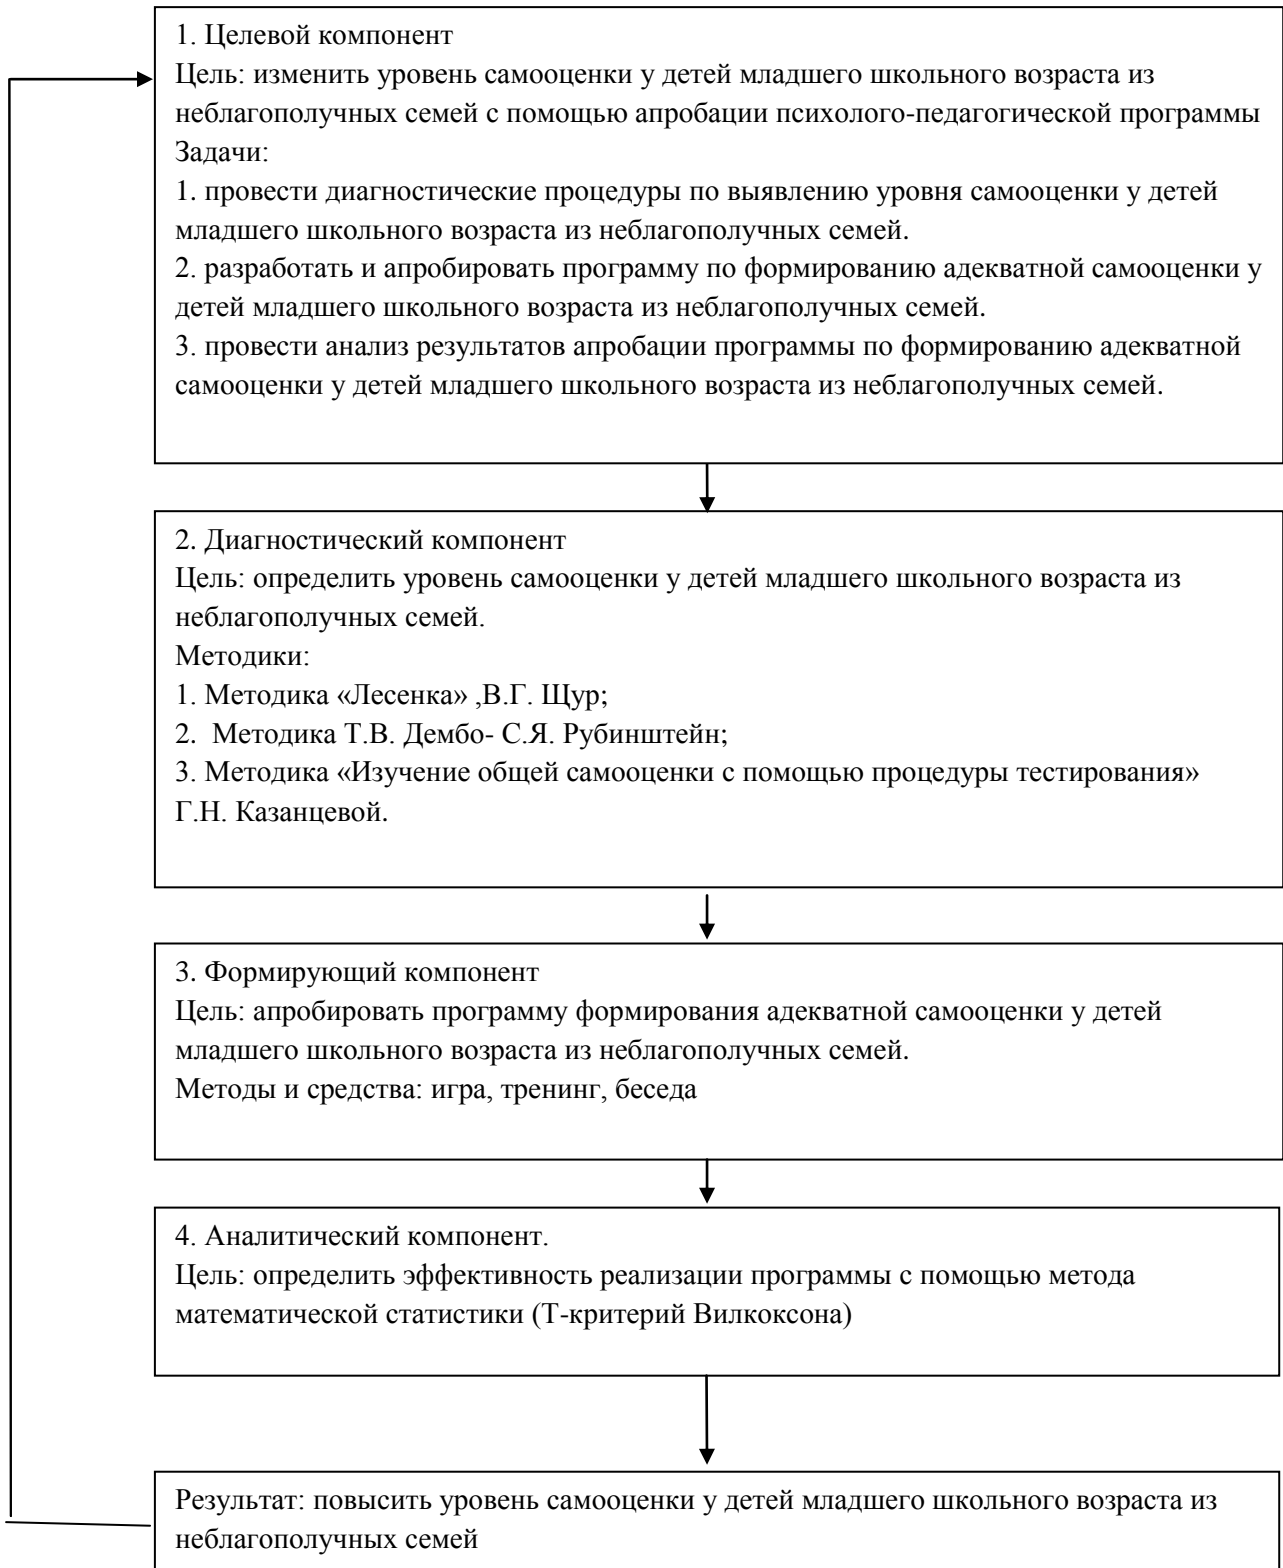 1. Целевой компонент
Цель: изменить уровень самооценки у детей младшего школьного возраста из
неблагополучных семей с помощью апробации психолого-педагогической программы
Задачи:
1. провести диагностические процедуры по выявлению уровня самооценки у детей
младшего школьного возраста из неблагополучных семей.
2. разработать и апробировать программу по формированию адекватной самооценки у
детей младшего школьного возраста из неблагополучных семей.
3. провести анализ результатов апробации программы по формированию адекватной
самооценки у детей младшего школьного возраста из неблагополучных семей.
2. Диагностический компонент
Цель: определить уровень самооценки у детей младшего школьного возраста из
неблагополучных семей.
Методики:
1. Методика «Лесенка» ,В.Г. Щур;
2.  Методика Т.В. Дембо- С.Я. Рубинштейн;
3. Методика «Изучение общей самооценки с помощью процедуры тестирования»
Г.Н. Казанцевой.
3. Формирующий компонент
Цель: апробировать программу формирования адекватной самооценки у детей
младшего школьного возраста из неблагополучных семей.
Методы и средства: игра, тренинг, беседа
4. Аналитический компонент.
Цель: определить эффективность реализации программы с помощью метода
математической статистики (Т-критерий Вилкоксона)
Результат: повысить уровень самооценки у детей младшего школьного возраста из
неблагополучных семей